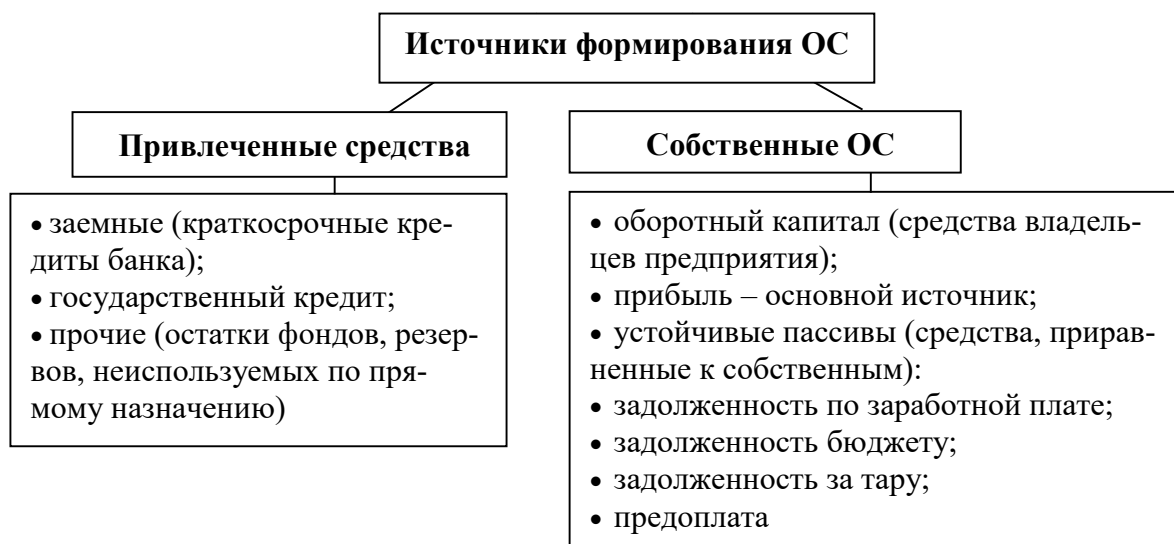 Источники формирования ОС
Привлеченные средства
• заемные (краткосрочные кре-
диты банка);
• государственный кредит;
• прочие (остатки фондов, резер-
вов, неиспользуемых по пря-
мому назначению)
Собственные ОС
• оборотный капитал (средства владель-
цев предприятия);
• прибыль – основной источник;
• устойчивые пассивы (средства, прирав-
ненные к собственным):
• задолженность по заработной плате;
• задолженность бюджету;
• задолженность за тару;
• предоплата